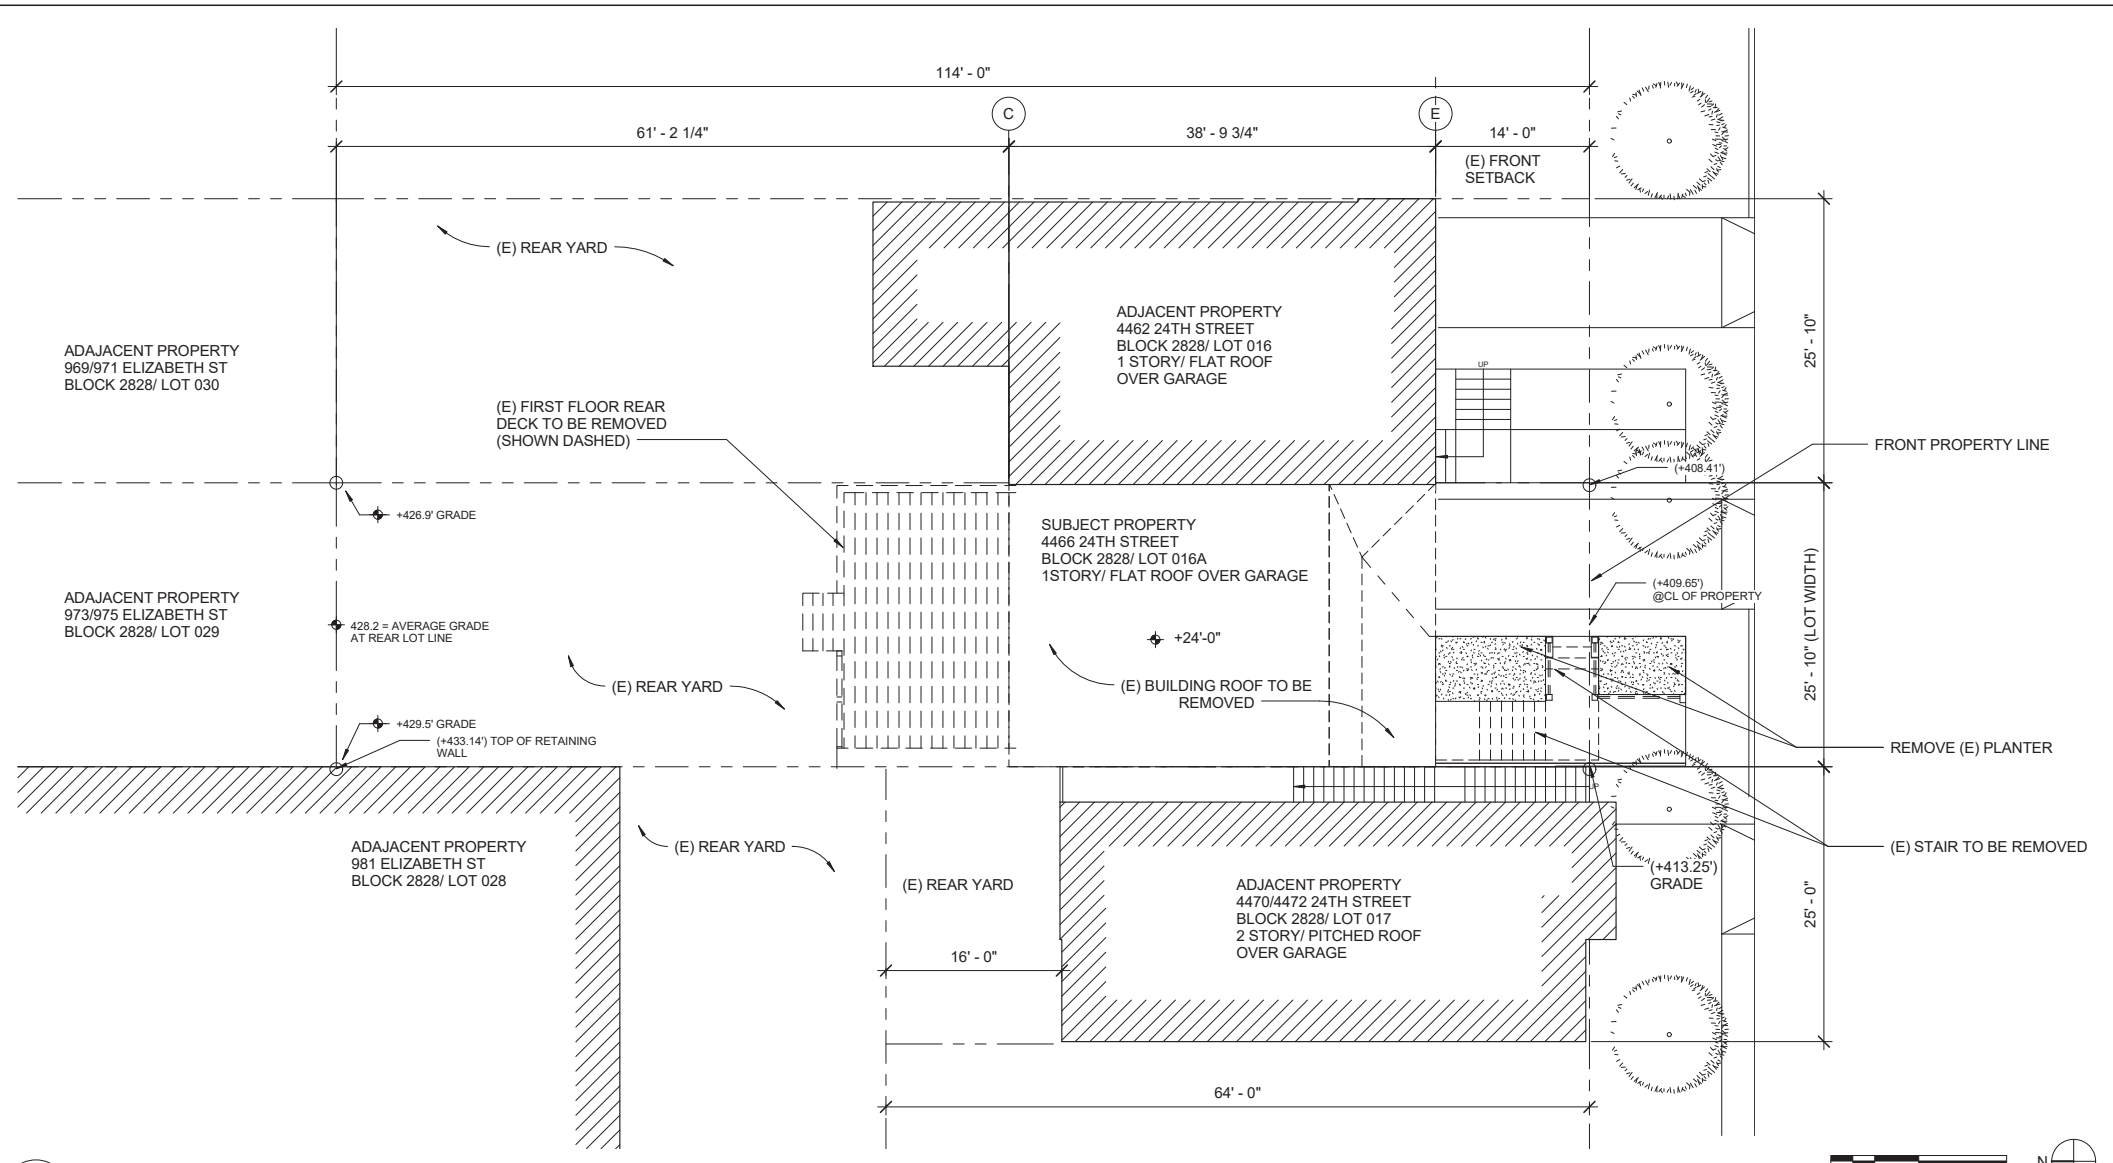 114' - 0"
C
E
61' - 2 1/4"
38' - 9 3/4"
14' - 0"
(E) FRONT
SETBACK
(E) REAR YARD
ADJACENT PROPERTY
4462 24TH STREET
BLOCK 2828/ LOT 016
1 STORY/ FLAT ROOF
OVER GARAGE
25' - 10"
ADAJACENT PROPERTY
969/971 ELIZABETH ST
BLOCK 2828/ LOT 030
UP
(E) FIRST FLOOR REAR
DECK TO BE REMOVED
(SHOWN DASHED)
FRONT PROPERTY LINE
(+408.41')
+426.9' GRADE
SUBJECT PROPERTY
4466 24TH STREET
BLOCK 2828/ LOT 016A
1STORY/ FLAT ROOF OVER GARAGE
(+409.65')
@CL OF PROPERTY
25' - 10" (LOT WIDTH)
ADAJACENT PROPERTY
973/975 ELIZABETH ST
BLOCK 2828/ LOT 029
428.2 = AVERAGE GRADE
AT REAR LOT LINE
+24'-0"
(E) REAR YARD
(E) BUILDING ROOF TO BE
REMOVED
+429.5' GRADE
(+433.14') TOP OF RETAINING
WALL
REMOVE (E) PLANTER
UP
ADAJACENT PROPERTY
981 ELIZABETH ST
BLOCK 2828/ LOT 028
(E) REAR YARD
(E) STAIR TO BE REMOVED
(E) REAR YARD
(+413.25')
GRADE
ADJACENT PROPERTY
4470/4472 24TH STREET
BLOCK 2828/ LOT 017
2 STORY/ PITCHED ROOF
OVER GARAGE
25' - 0"
16' - 0"
64' - 0"
N